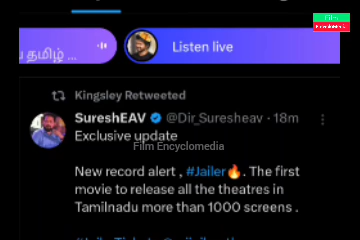 தமிழ் ...
Listen live
Kingsley Retweeted
SureshEAV @Dir_Suresheav · 18m
Exclusive update
Film Encyclomedia
New record alert , #Jailer🔥. The first
movie to release all the theatres in
Tamilnadu more than 1000 screens .